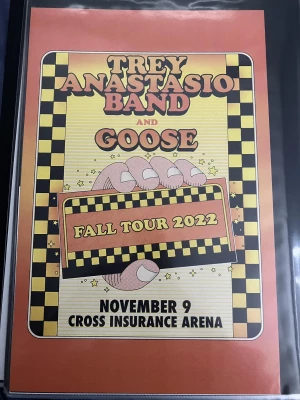 TREY
ANASTASIO
BAND
AND
GOOSE
FALL TOUR 2022
NOVEMBER 9
CROSS INSURANCE ARENA